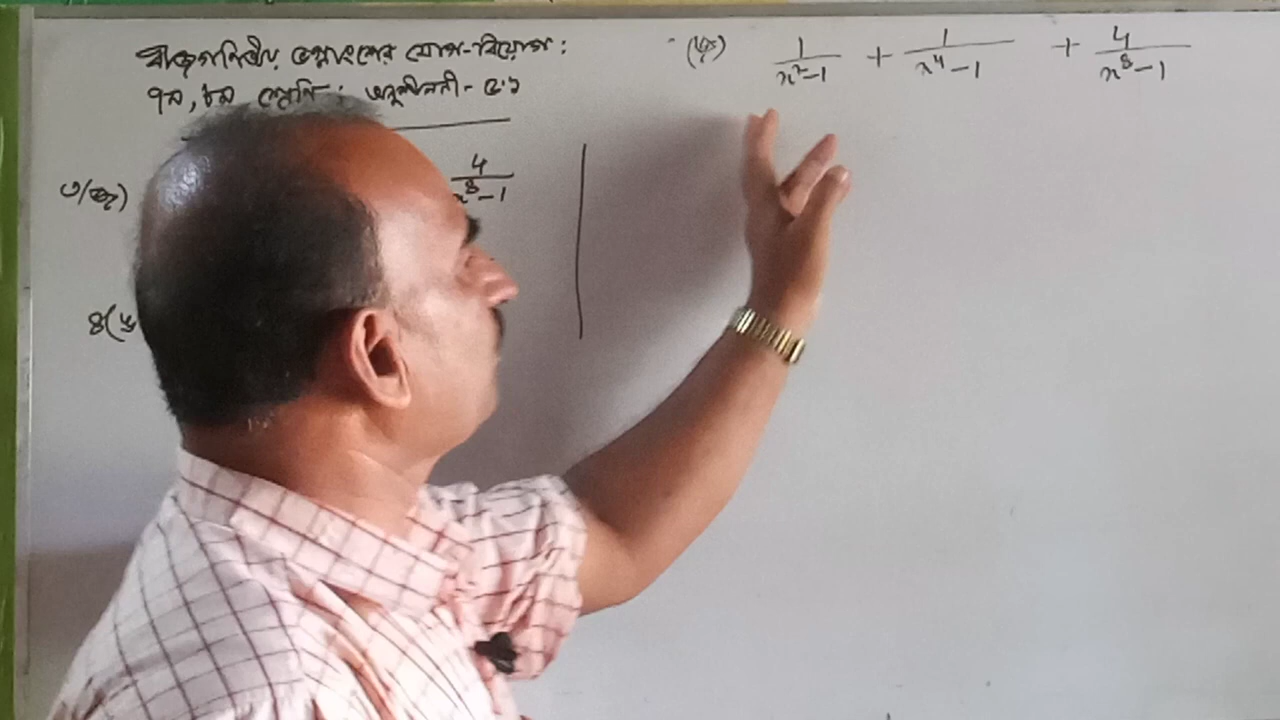 বীজগণিতীয় ভগ্নাংশের যোগ-বিয়োগ :
৭ম, ৮ম শ্রেণি : অনুশীলনী- ৫.১
৩/(জ)
4
x⁸-1
৪(
1/(x²-1) + 1/(x⁴-1) + 4/(x⁸-1)